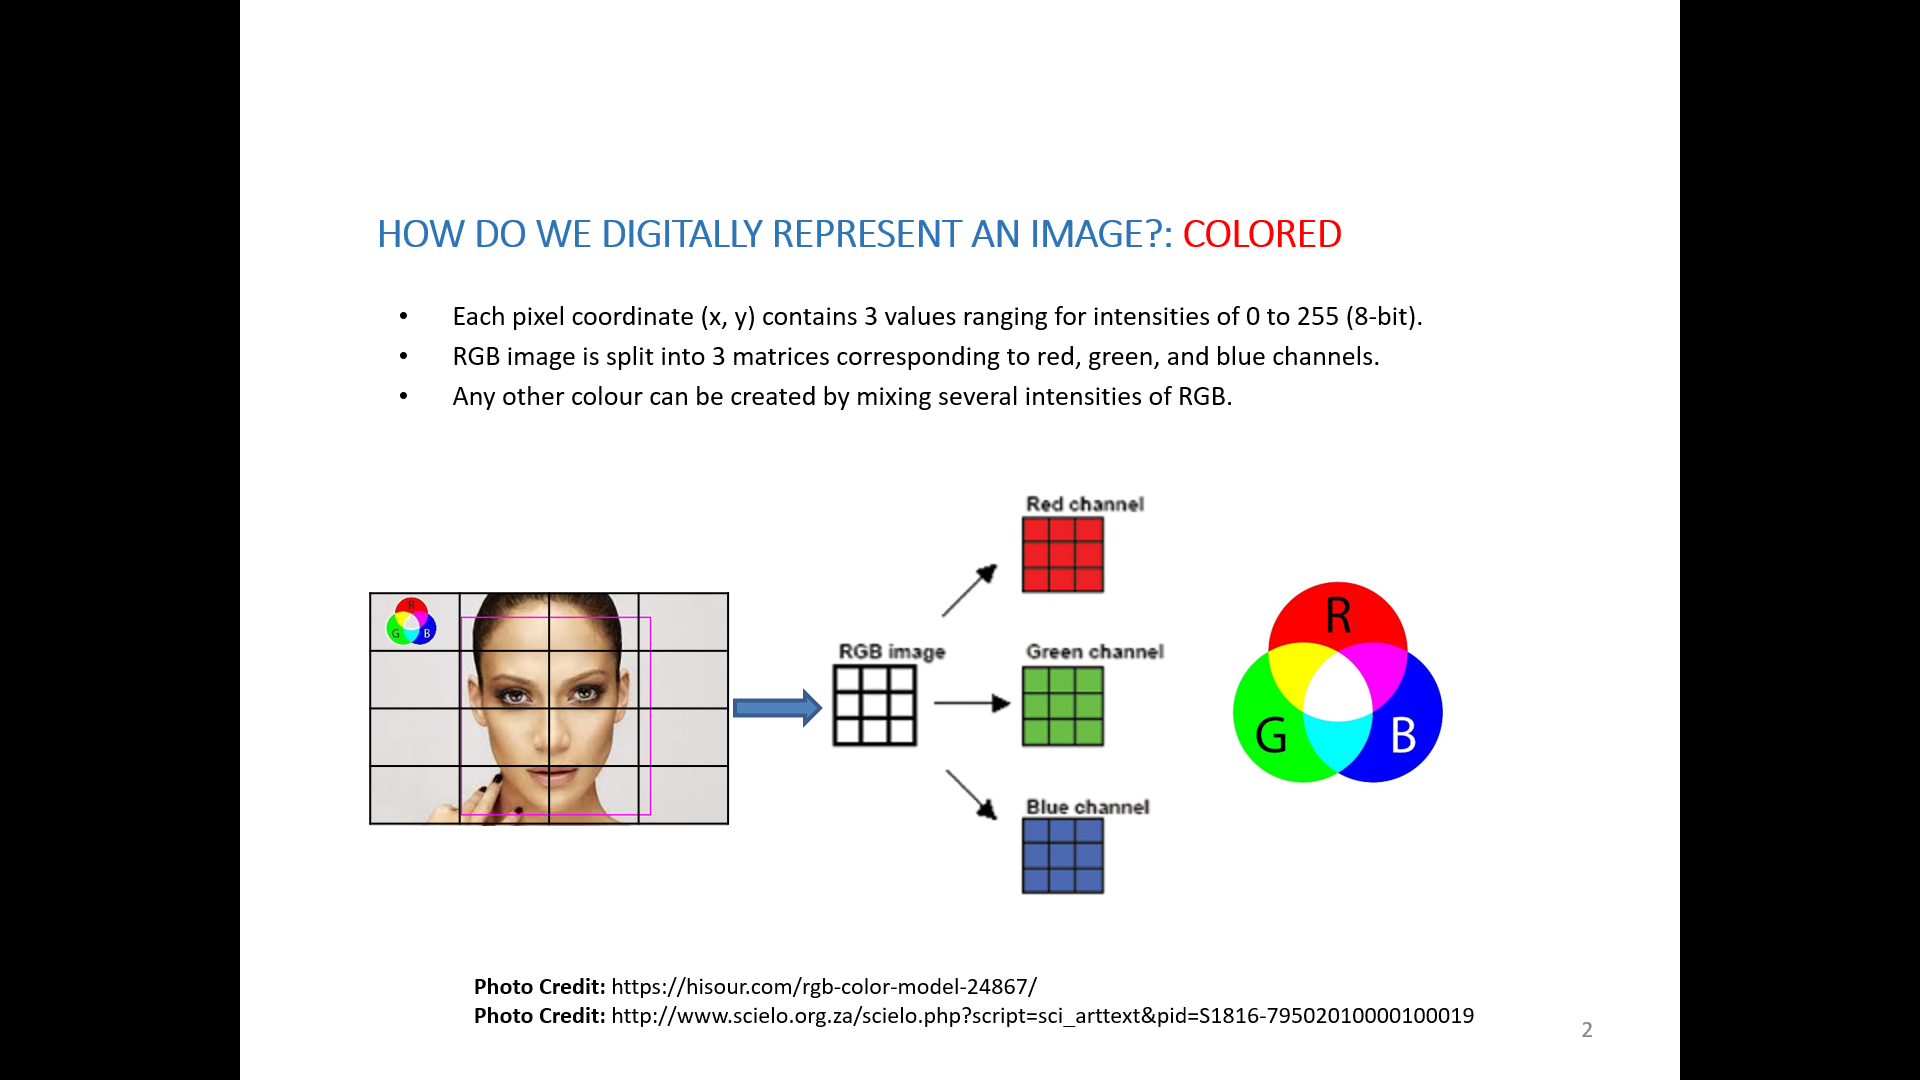 HOW DO WE DIGITALLY REPRESENT AN IMAGE?: COLORED
• Each pixel coordinate (x, y) contains 3 values ranging for intensities of 0 to 255 (8-bit).
• RGB image is split into 3 matrices corresponding to red, green, and blue channels.
• Any other colour can be created by mixing several intensities of RGB.
R
G B
RGB image
Red channel
Green channel
Blue channel
R
G B
Photo Credit: https://hisour.com/rgb-color-model-24867/
Photo Credit: http://www.scielo.org.za/scielo.php?script=sci_arttext&pid=S1816-79502010000100019
2